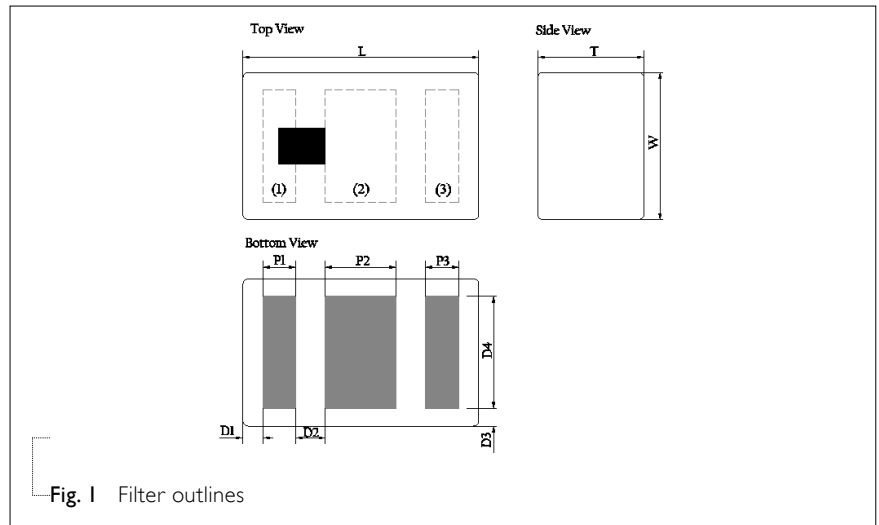 Top View
Side View
L
T
W
(1)
(2)
(3)
Bottom View
P1
P2
P3
D4
D1
D2
D3
Fig. 1 Filter outlines